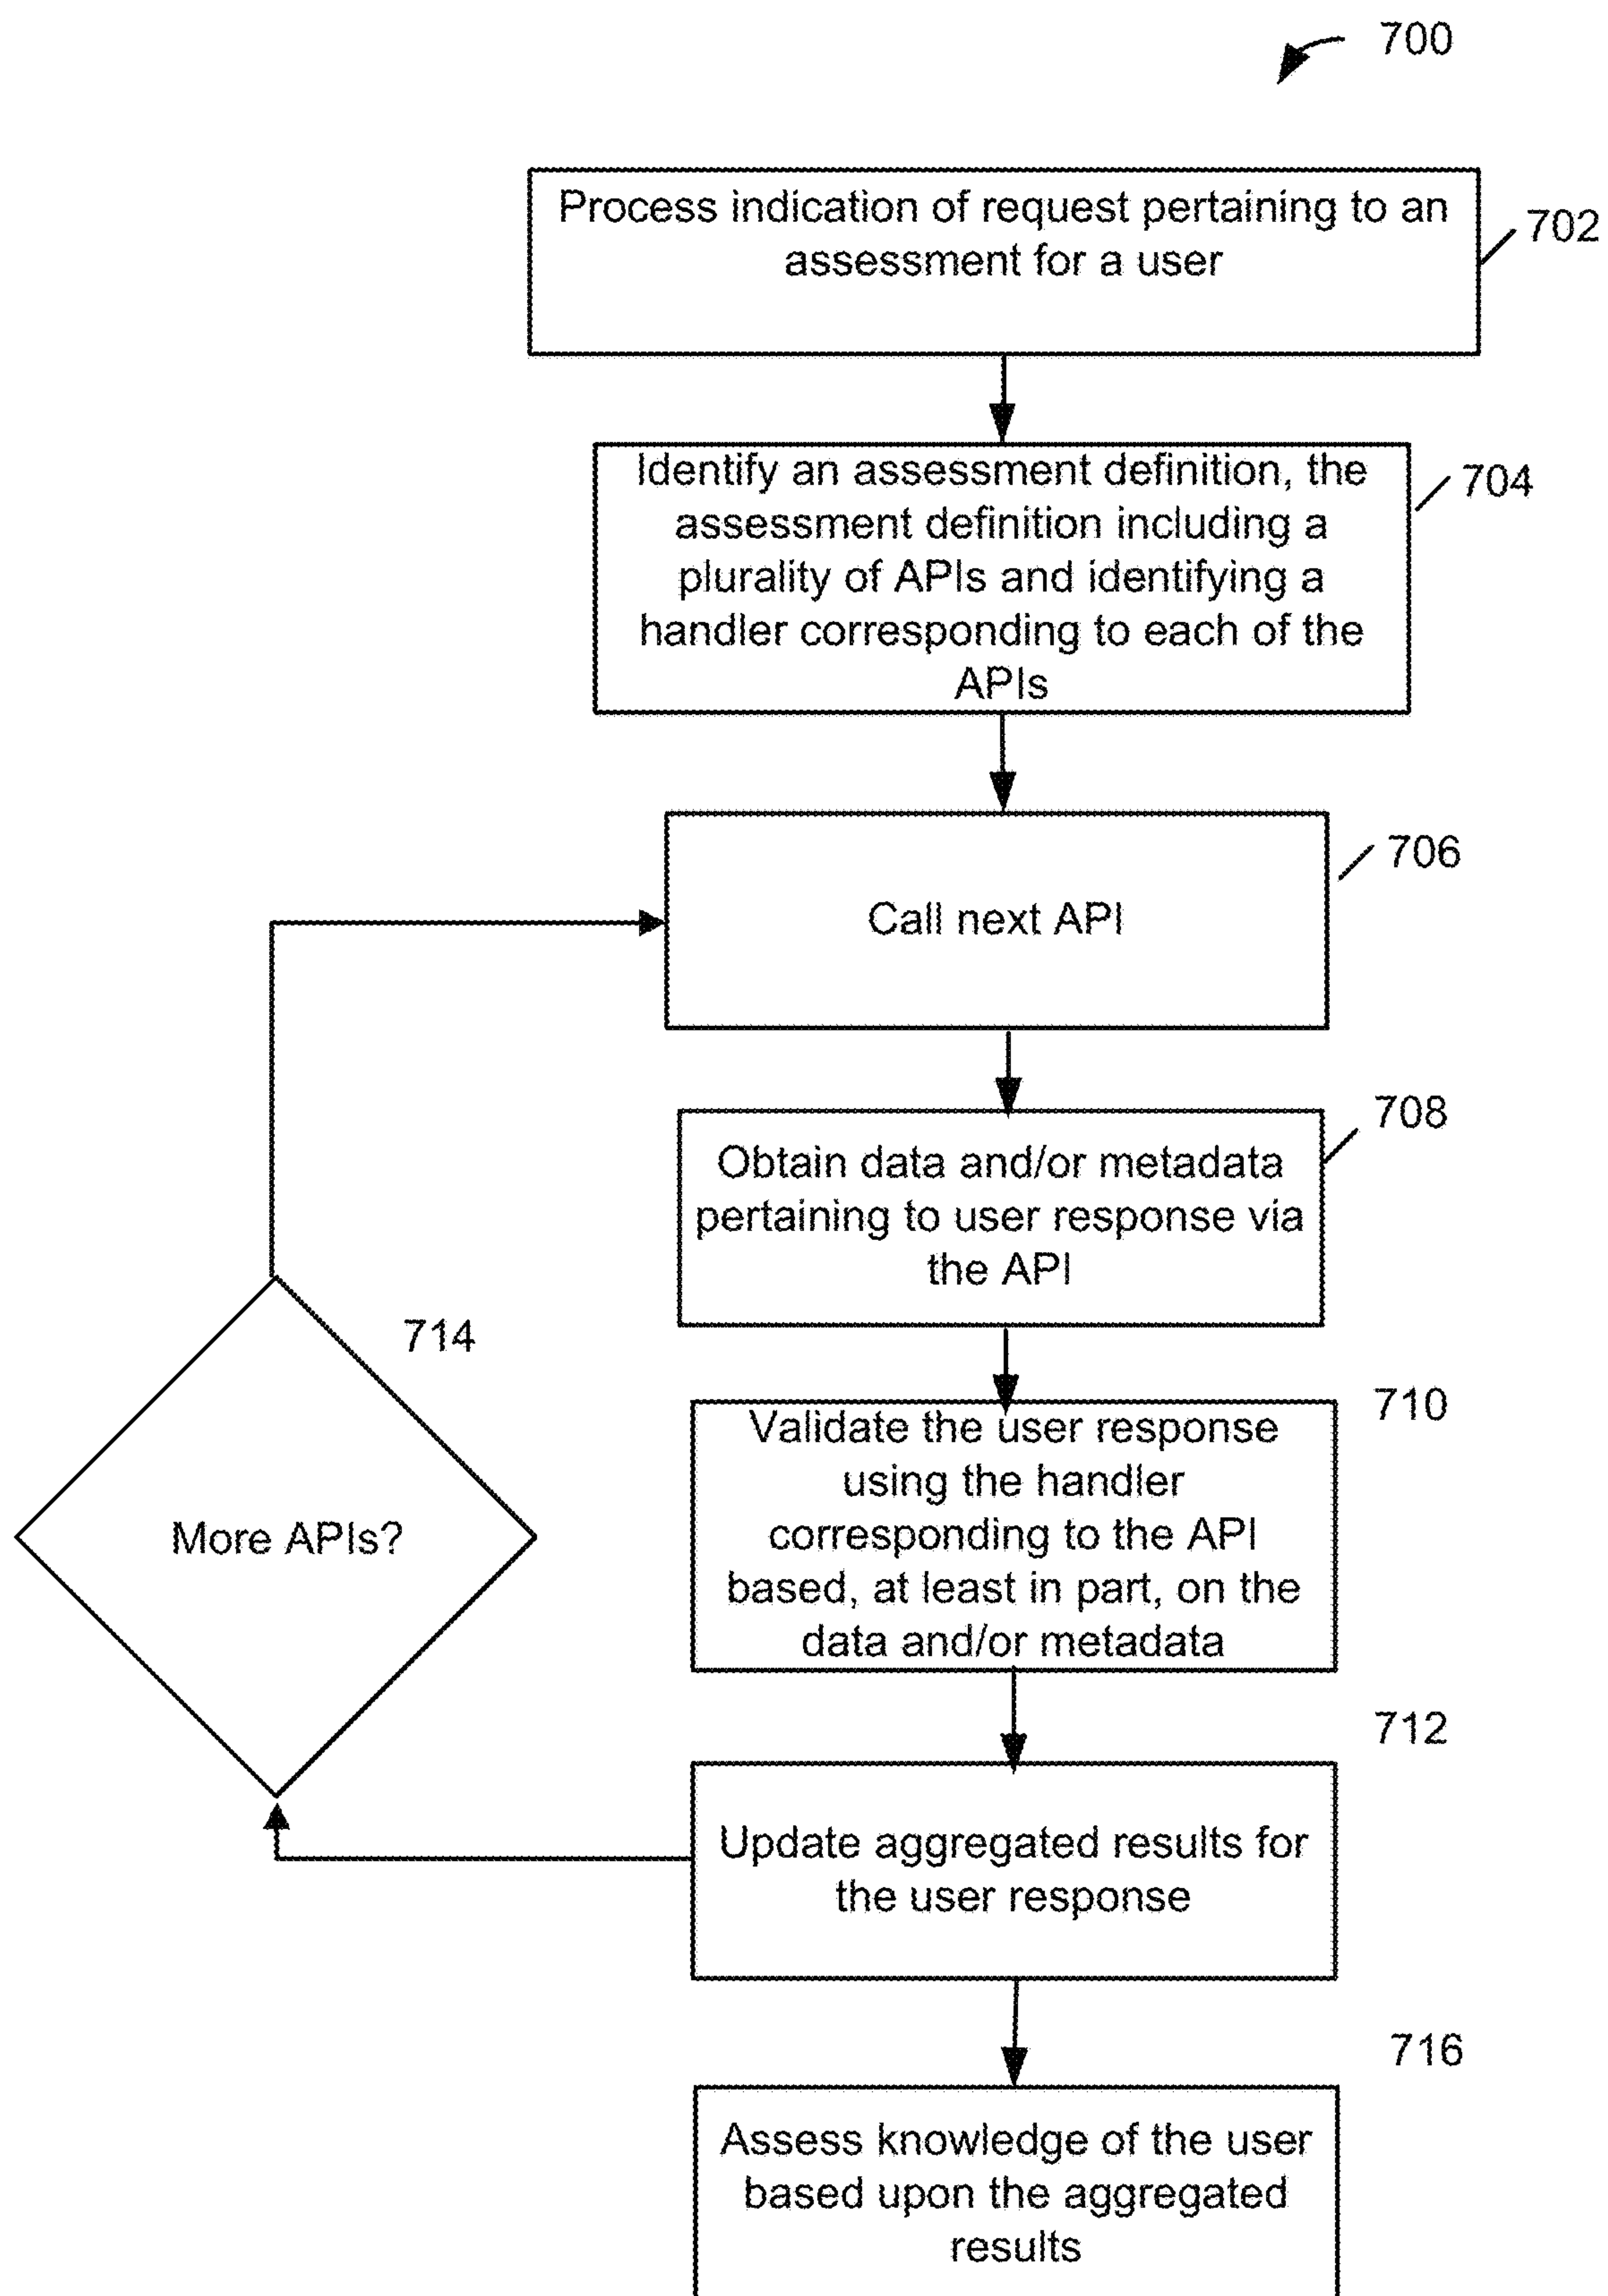 700
Process indication of request pertaining to an
assessment for a user
702
Identify an assessment definition, the
assessment definition including a
plurality of APIs and identifying a
handler corresponding to each of the
APIs
704
Call next API
706
Obtain data and/or metadata
pertaining to user response via
the API
708
Validate the user response
using the handler
corresponding to the API
based, at least in part, on the
data and/or metadata
710
More APIs?
714
Update aggregated results for
the user response
712
Assess knowledge of the user
based upon the aggregated
results
716